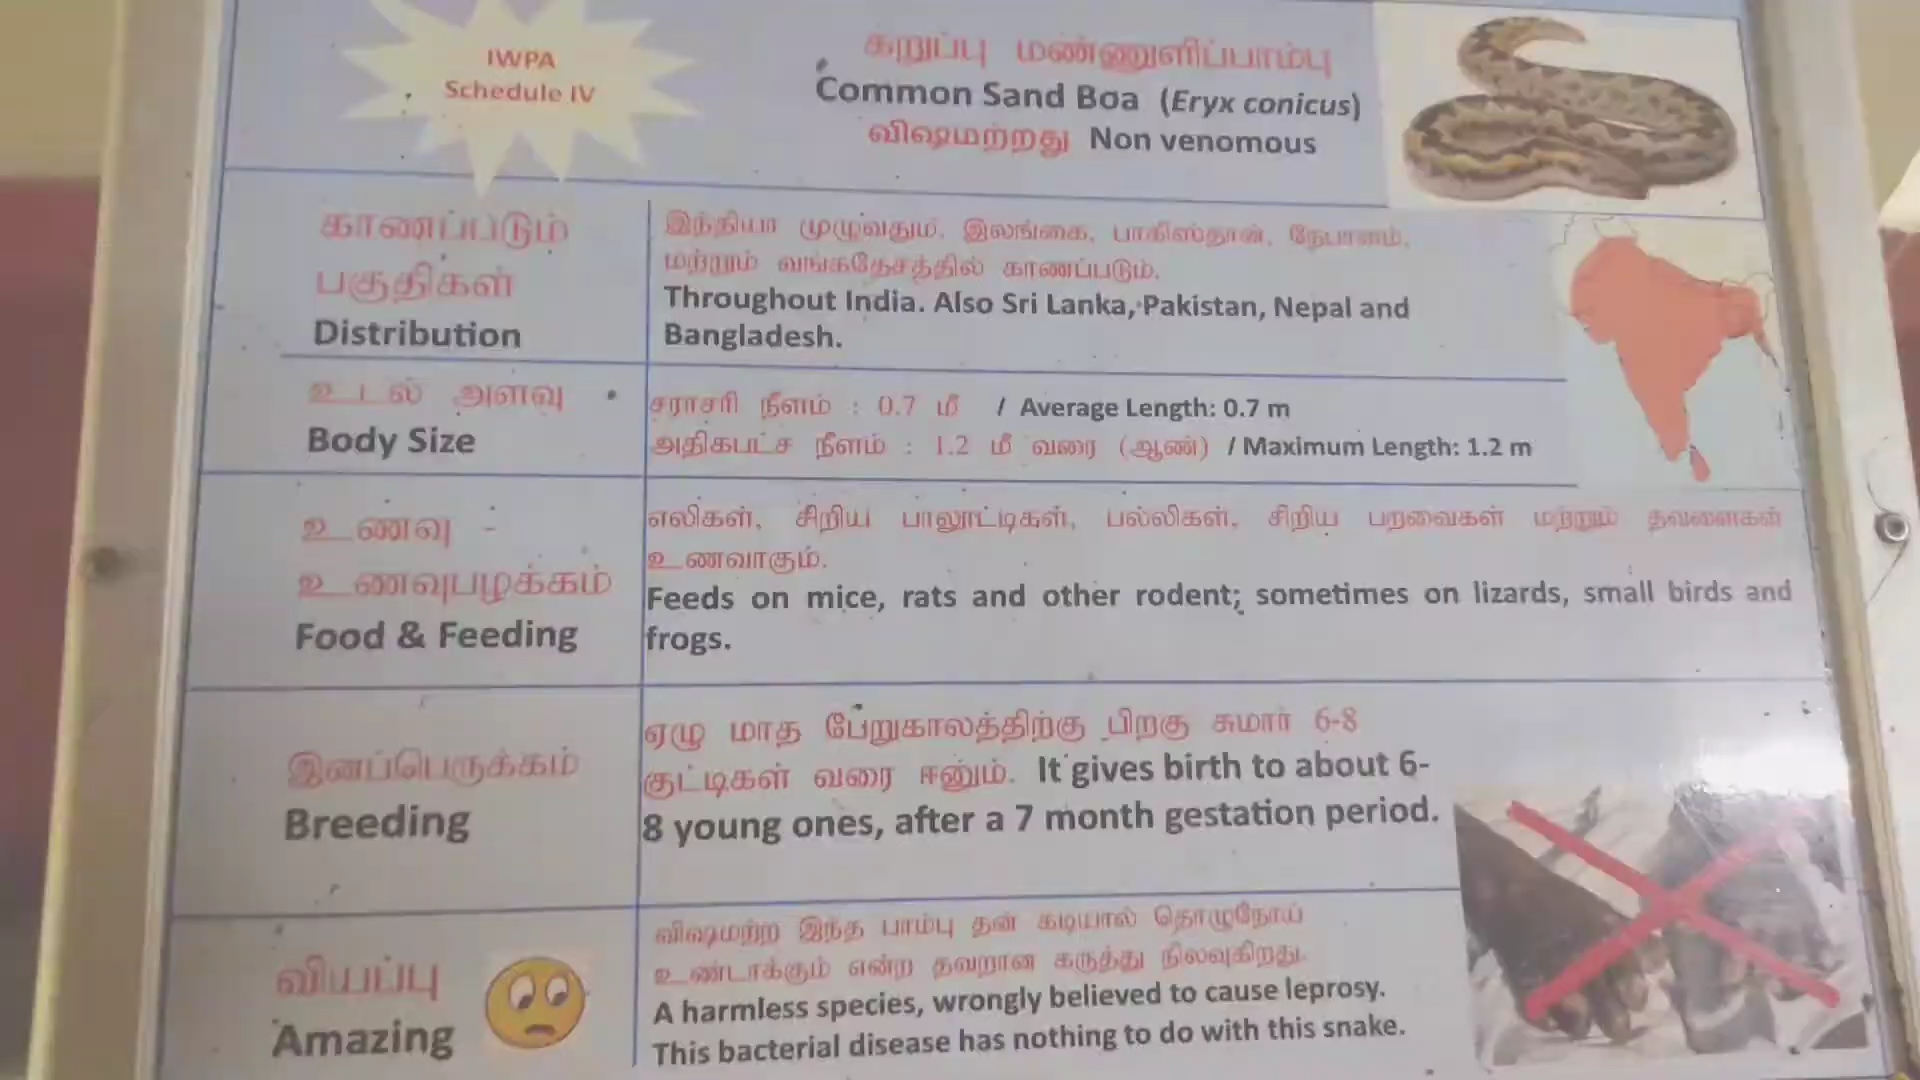 IWPA
Schedule IV
கறுப்பு மண்ணுளிப்பாம்பு
Common Sand Boa (Eryx conicus)
விஷமற்றது Non venomous
காணப்படும்
பகுதிகள்
Distribution
இந்தியா முழுவதும், இலங்கை, பாகிஸ்தான், நேபாளம்,
மற்றும் வங்கதேசத்தில் காணப்படும்.
Throughout India. Also Sri Lanka, Pakistan, Nepal and
Bangladesh.
உடல் அளவு
Body Size
சராசரி நீளம் : 0.7 மீ / Average Length: 0.7 m
அதிகபட்ச நீளம் : 1.2 மீ வரை (ஆண்) / Maximum Length: 1.2 m
உணவு -
உணவுபழக்கம்
Food & Feeding
எலிகள், சிறிய பாலூட்டிகள், பல்லிகள், சிறிய பறவைகள் மற்றும் தவளைகள்
உணவாகும்.
Feeds on mice, rats and other rodent; sometimes on lizards, small birds and
frogs.
இனப்பெருக்கம்
Breeding
ஏழு மாத பேறுகாலத்திற்கு பிறகு சுமார் 6-8
குட்டிகள் வரை ஈனும். It gives birth to about 6-
8 young ones, after a 7 month gestation period.
வியப்பு
Amazing
விஷமற்ற இந்த பாம்பு தன் கடியால் தொழுநோய்
உண்டாக்கும் என்ற தவறான கருத்து நிலவுகிறது.
A harmless species, wrongly believed to cause leprosy.
This bacterial disease has nothing to do with this snake.